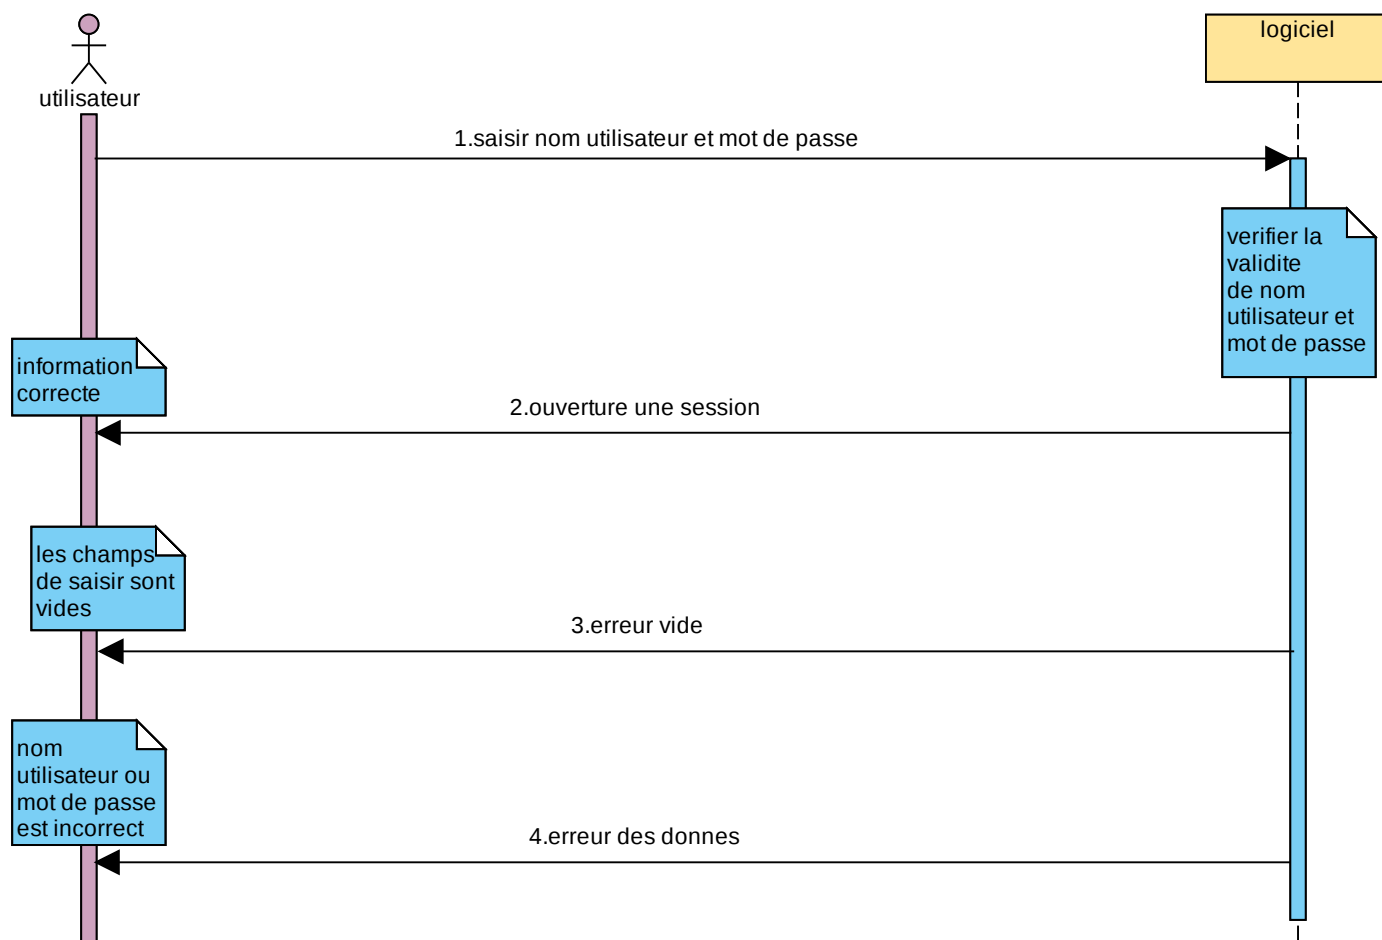 logiciel
utilisateur
1.saisir nom utilisateur et mot de passe
verifier la
validite
de nom
utilisateur et
mot de passe
information
correcte
2.ouverture une session
les champs
de saisir sont
vides
3.erreur vide
nom
utilisateur ou
mot de passe
est incorrect
4.erreur des donnes